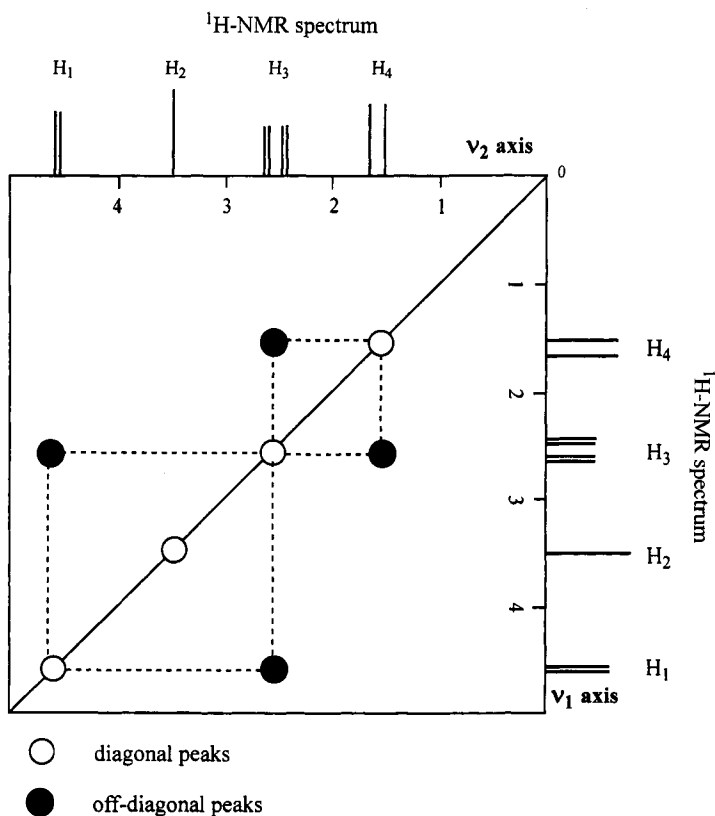 ¹H-NMR spectrum
H₁ H₂ H₃ H₄
ν₂ axis
0
4 3 2 1
1
2
3
4
H₄
H₃
H₂
H₁
¹H-NMR spectrum
ν₁ axis
diagonal peaks
off-diagonal peaks